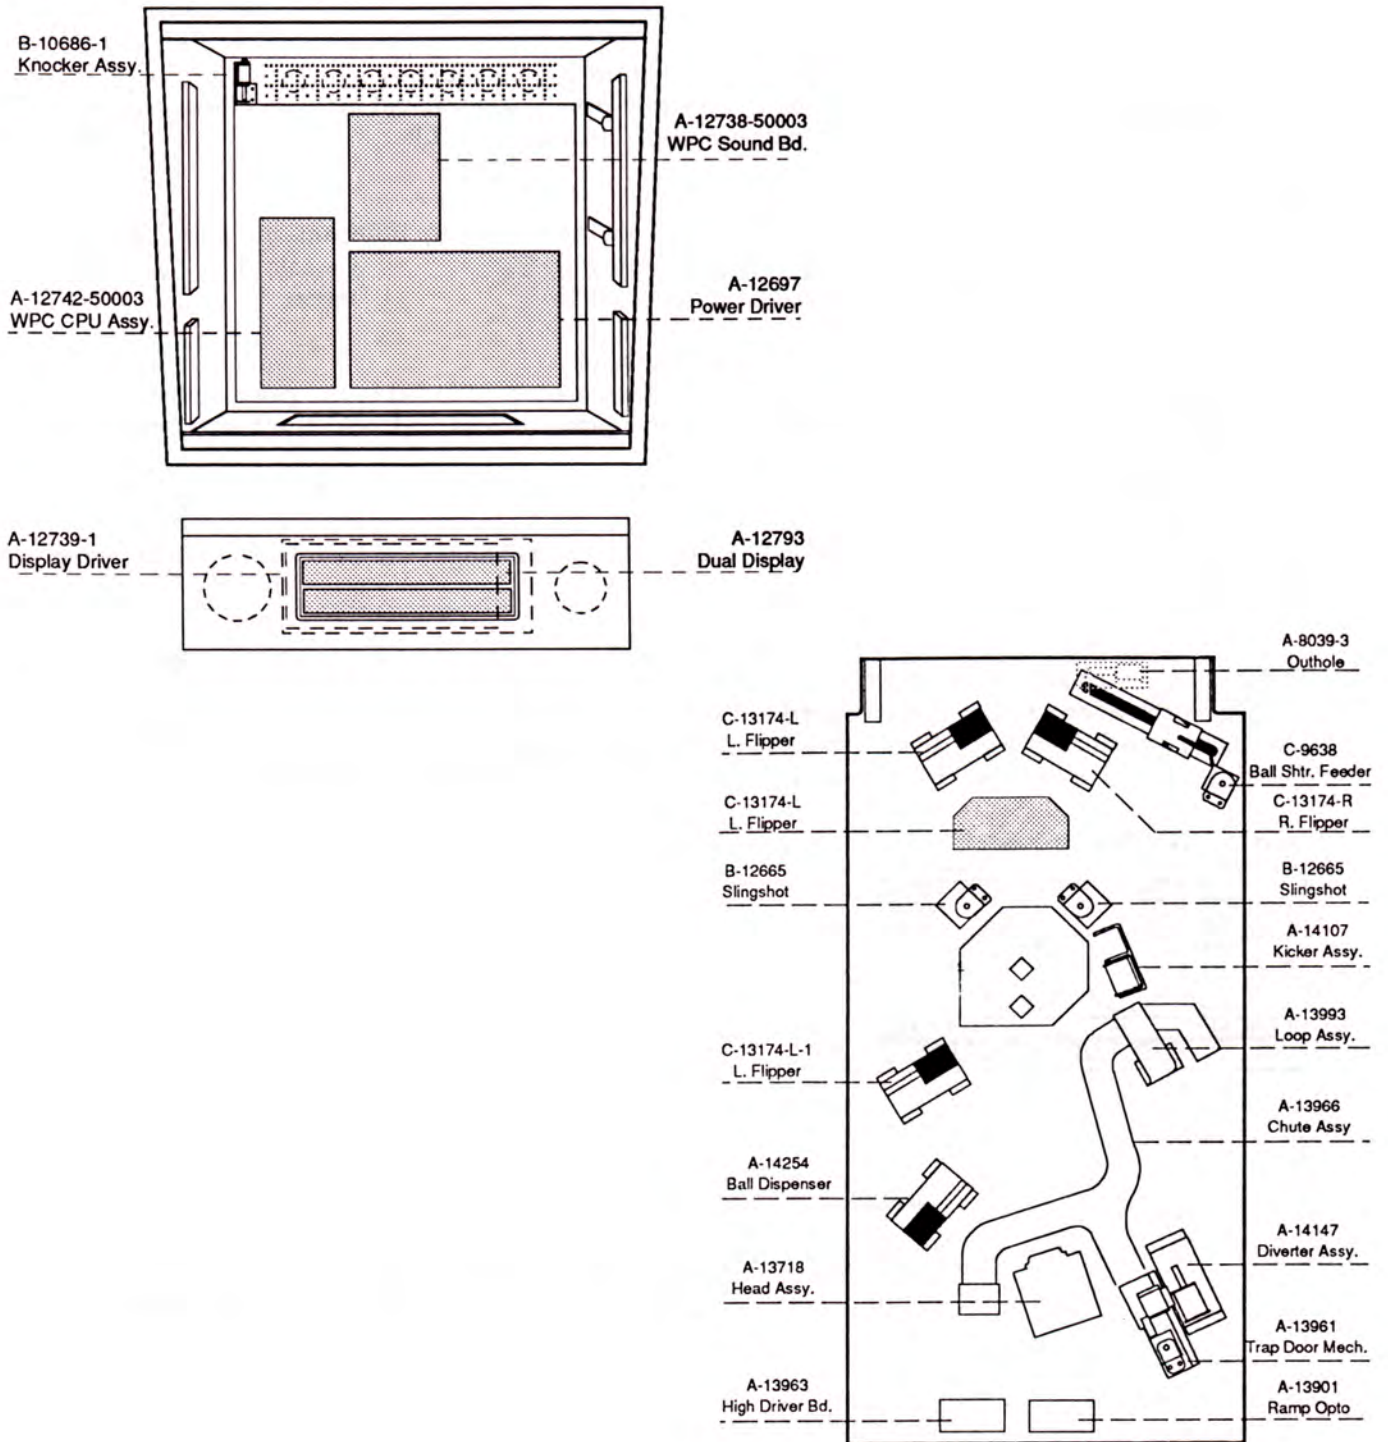 B-10686-1
Knocker Assy.
A-12738-50003
WPC Sound Bd.
A-12742-50003
WPC CPU Assy.
A-12697
Power Driver
A-12739-1
Display Driver
A-12793
Dual Display
A-8039-3
Outhole
C-13174-L
L. Flipper
C-9638
Ball Shtr. Feeder
C-13174-L
L. Flipper
C-13174-R
R. Flipper
B-12665
Slingshot
B-12665
Slingshot
A-14107
Kicker Assy.
A-13993
Loop Assy.
C-13174-L-1
L. Flipper
A-13966
Chute Assy
A-14254
Ball Dispenser
A-14147
Diverter Assy.
A-13718
Head Assy.
A-13961
Trap Door Mech.
A-13963
High Driver Bd.
A-13901
Ramp Opto